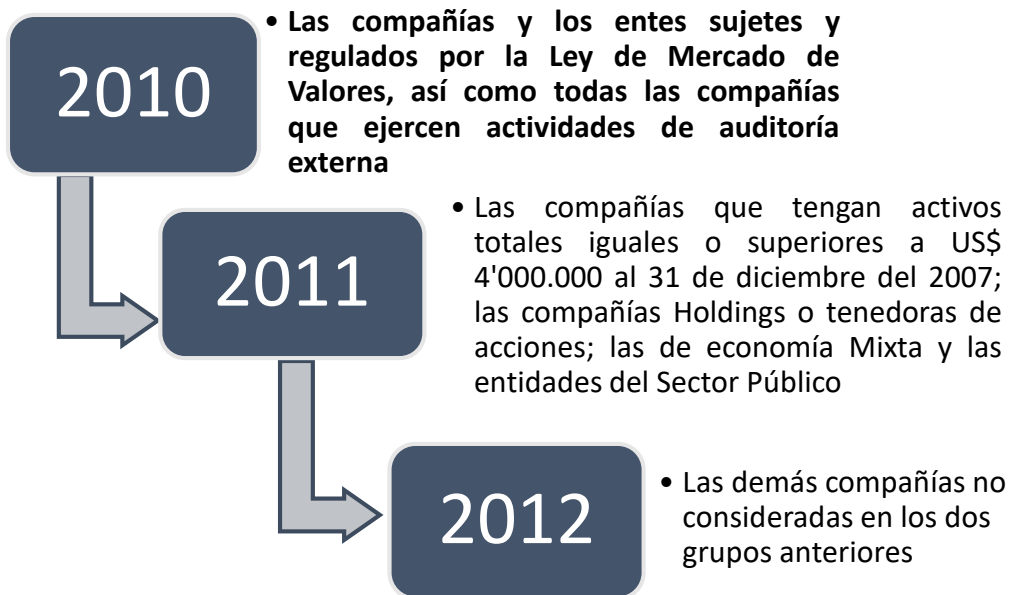 2010
• Las compañías y los entes sujetes y
regulados por la Ley de Mercado de
Valores, así como todas las compañías
que ejercen actividades de auditoría
externa
2011
• Las compañías que tengan activos
totales iguales o superiores a US$
4'000.000 al 31 de diciembre del 2007;
las compañías Holdings o tenedoras de
acciones; las de economía Mixta y las
entidades del Sector Público
2012
• Las demás compañías no
consideradas en los dos
grupos anteriores